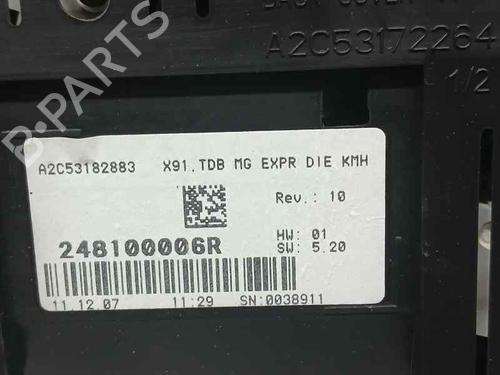 A2C53172264
1/2
A2C53182883 X91.TDB MG EXPR DIE KMH
Rev.: 10
248100006R
HW: 01
SW: 5.20
11.12.07 11:29 SN:0038911
B-PARTS